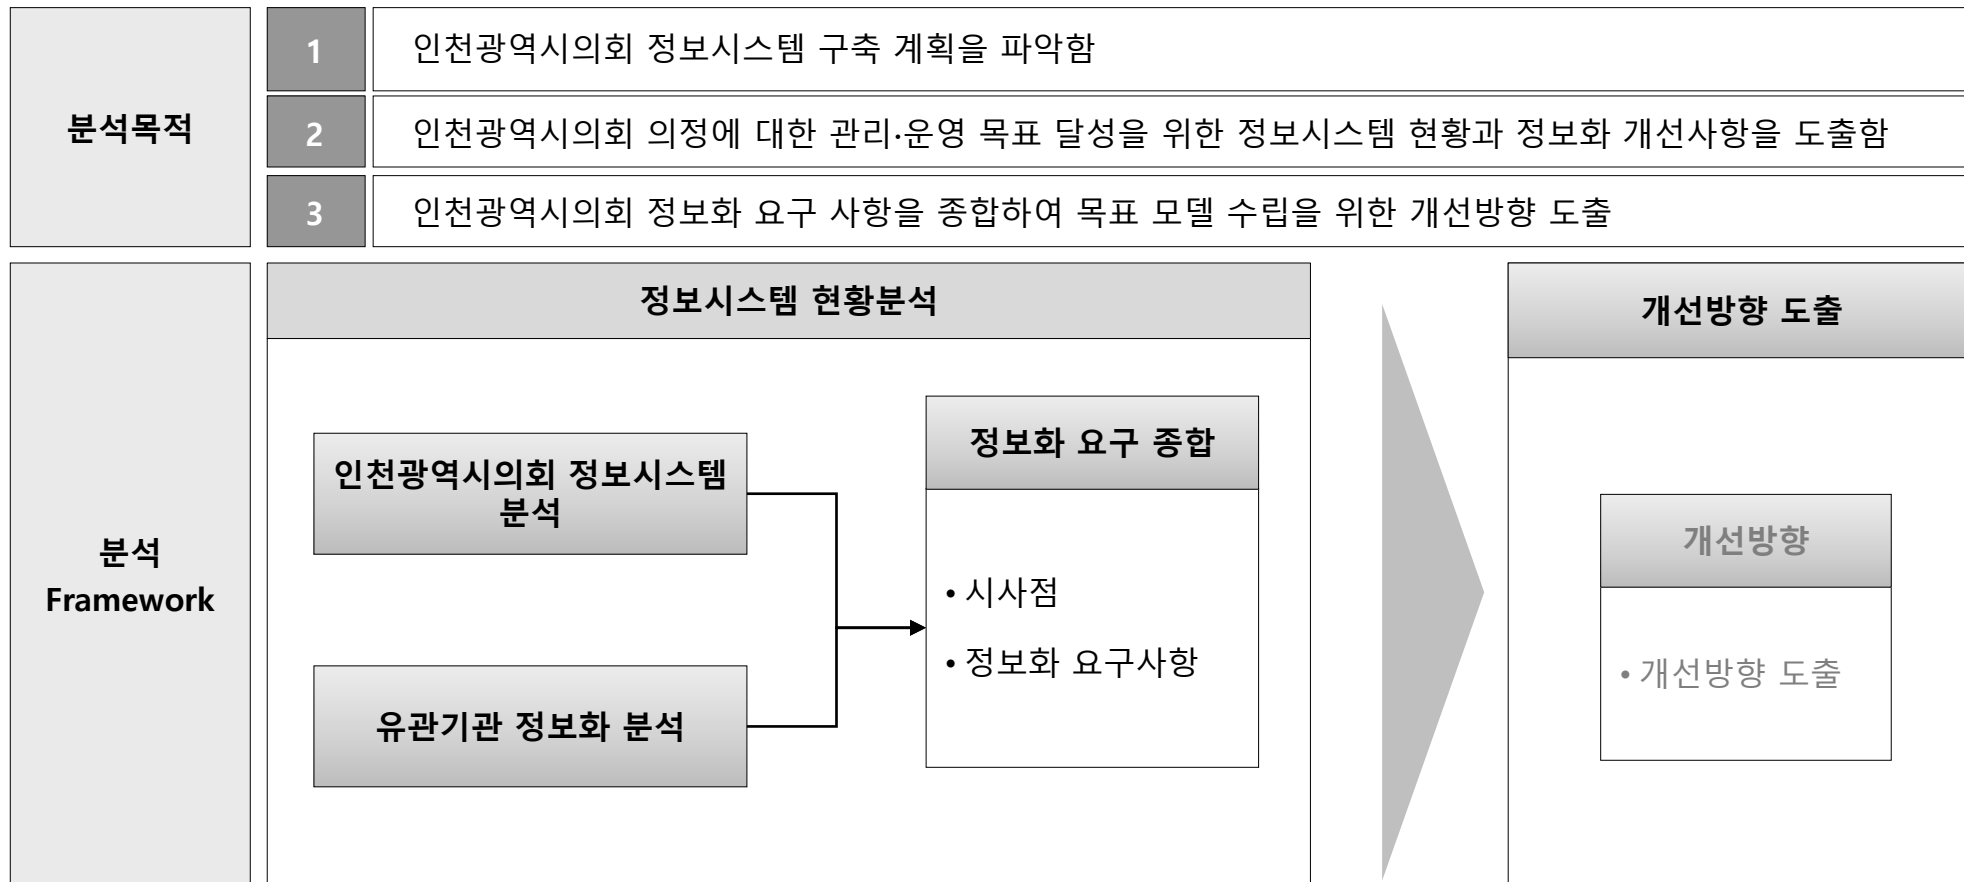 분석목적
1
인천광역시의회 정보시스템 구축 계획을 파악함
2
인천광역시의회 의정에 대한 관리·운영 목표 달성을 위한 정보시스템 현황과 정보화 개선사항을 도출함
3
인천광역시의회 정보화 요구 사항을 종합하여 목표 모델 수립을 위한 개선방향 도출
분석
Framework
정보시스템 현황분석
인천광역시의회 정보시스템
분석
유관기관 정보화 분석
정보화 요구 종합
• 시사점
• 정보화 요구사항
개선방향 도출
개선방향
• 개선방향 도출